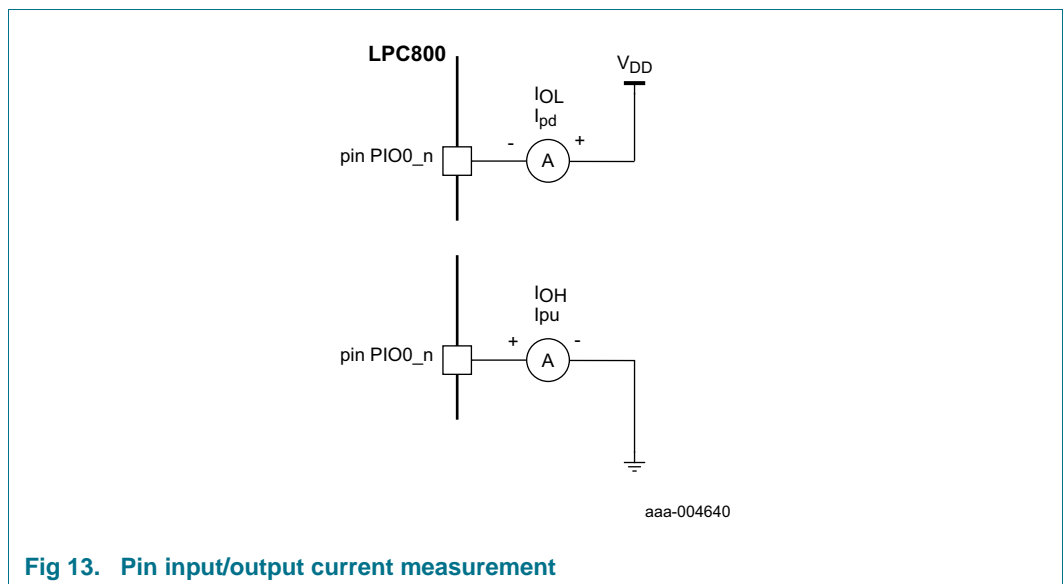 LPC800
VDD
IOL
Ipd
- +
pin PIO0_n
A
IOH
Ipu
+ -
pin PIO0_n
A
aaa-004640
Fig 13. Pin input/output current measurement